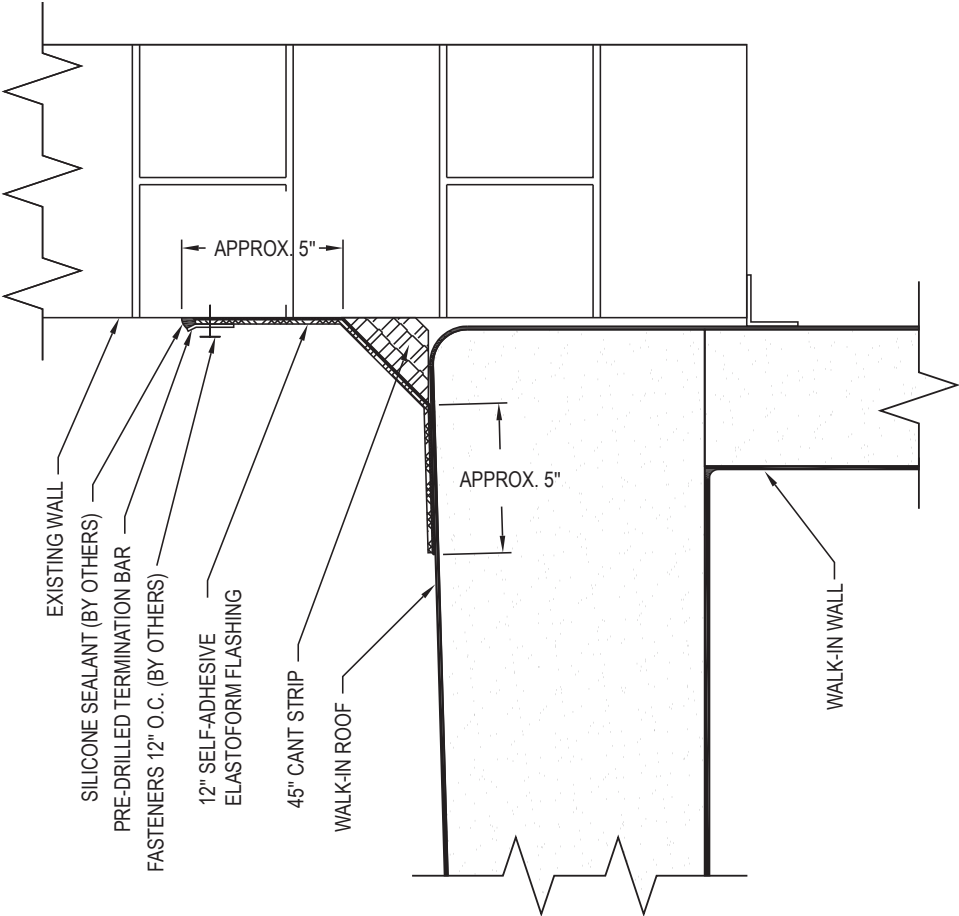 APPROX. 5"
APPROX. 5"
EXISTING WALL
SILICONE SEALANT (BY OTHERS)
PRE-DRILLED TERMINATION BAR
FASTENERS 12" O.C. (BY OTHERS)
12" SELF-ADHESIVE
ELASTOFORM FLASHING
45" CANT STRIP
WALK-IN ROOF
WALK-IN WALL